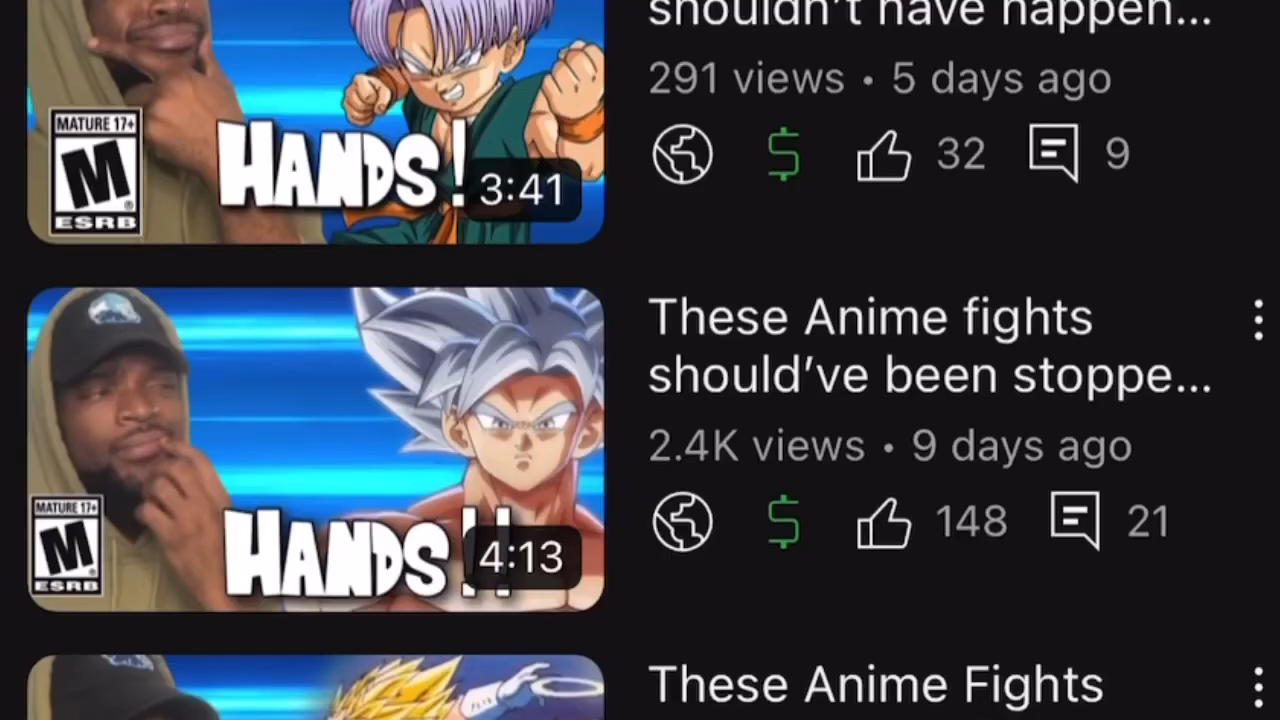 shouldn't have happen...
291 views • 5 days ago
32
9
MATURE 17+
M
ESRB
HANDS!
3:41
These Anime fights
should've been stoppe...
2.4K views • 9 days ago
148
21
MATURE 17+
M
ESRB
HANDS!!
4:13
These Anime Fights